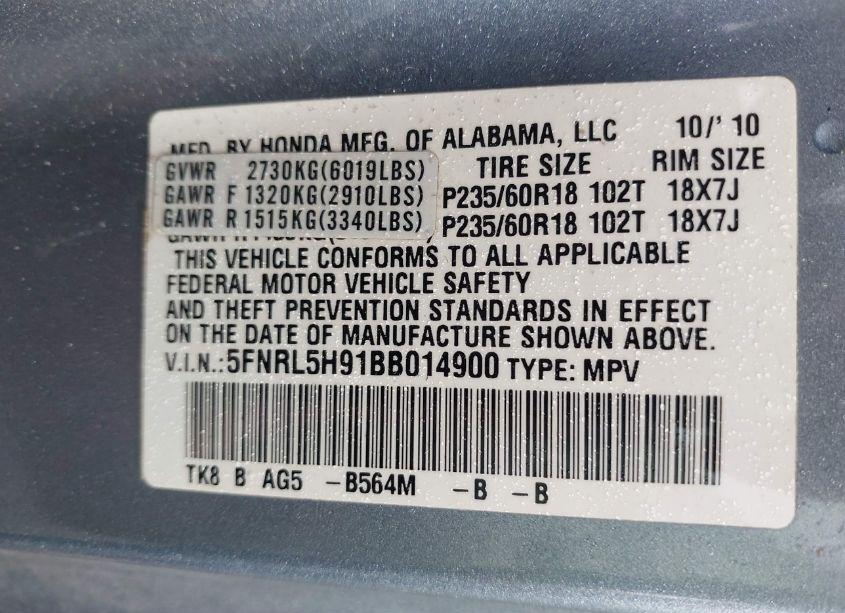 MFD. BY HONDA MFG. OF ALABAMA, LLC 10/'10
GVWR 2730KG(6019LBS) TIRE SIZE RIM SIZE
GAWR F 1320KG(2910LBS) P235/60R18 102T 18X7J
GAWR R 1515KG(3340LBS) P235/60R18 102T 18X7J
THIS VEHICLE CONFORMS TO ALL APPLICABLE
FEDERAL MOTOR VEHICLE SAFETY
AND THEFT PREVENTION STANDARDS IN EFFECT
ON THE DATE OF MANUFACTURE SHOWN ABOVE.
V.I.N.:5FNRL5H91BB014900 TYPE: MPV
TK8 B AG5 -B564M -B -B